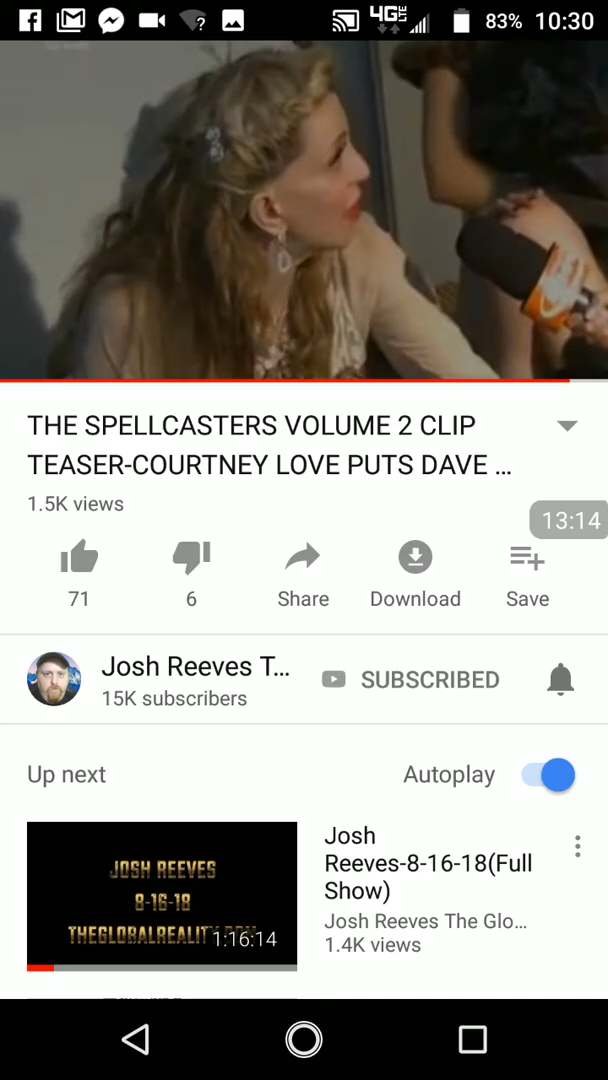 4G LTE 83% 10:30
THE SPELLCASTERS VOLUME 2 CLIP
TEASER-COURTNEY LOVE PUTS DAVE ...
1.5K views
13:14
71 6 Share Download Save
Josh Reeves T... SUBSCRIBED
15K subscribers
Up next Autoplay
JOSH REEVES
8-16-18
1:16:14
Josh
Reeves-8-16-18(Full
Show)
Josh Reeves The Glo...
1.4K views